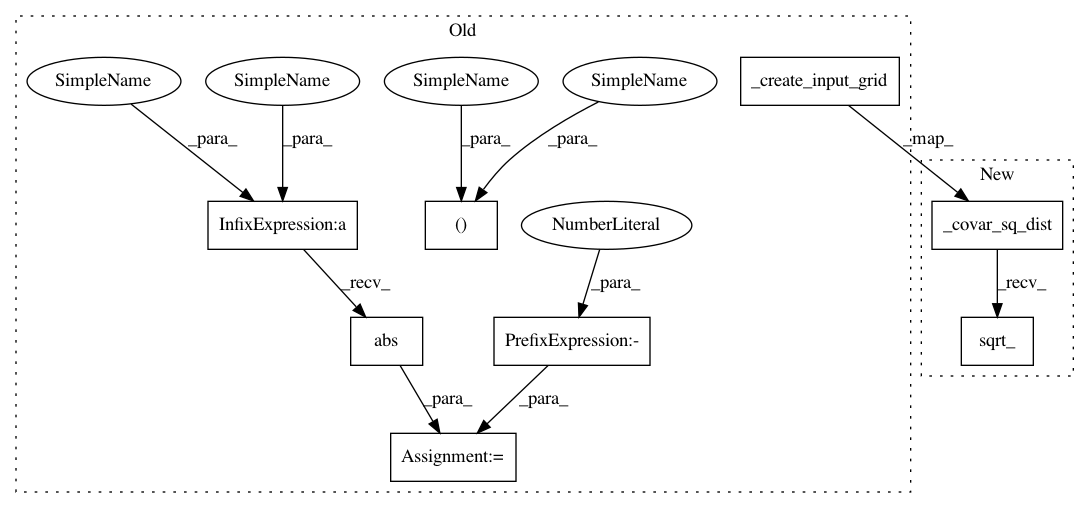 Old
SimpleName
SimpleName
SimpleName
SimpleName
_create_input_grid
_para_
_para_
_para_
_para_
_map_
New
InfixExpression:a
()
NumberLiteral
_covar_sq_dist
_recv_
_para_
_recv_
abs
PrefixExpression:-
sqrt_
_para_
_para_
Assignment:=